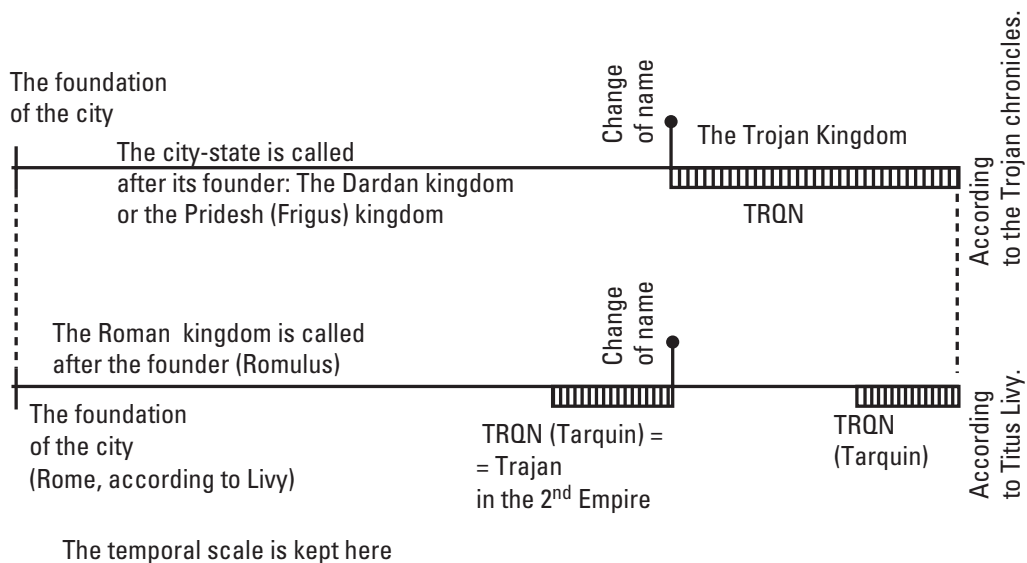 The foundation
of the city
The city-state is called
after its founder: The Dardan kingdom
or the Pridesh (Frigus) kingdom
Change
of name
The Trojan Kingdom
TRQN
According
to the Trojan chronicles.
The Roman kingdom is called
after the founder (Romulus)
Change
of name
The foundation
of the city
(Rome, according to Livy)
TRQN (Tarquin) =
= Trajan
in the 2nd Empire
TRQN
(Tarquin)
According
to Titus Livy.
The temporal scale is kept here